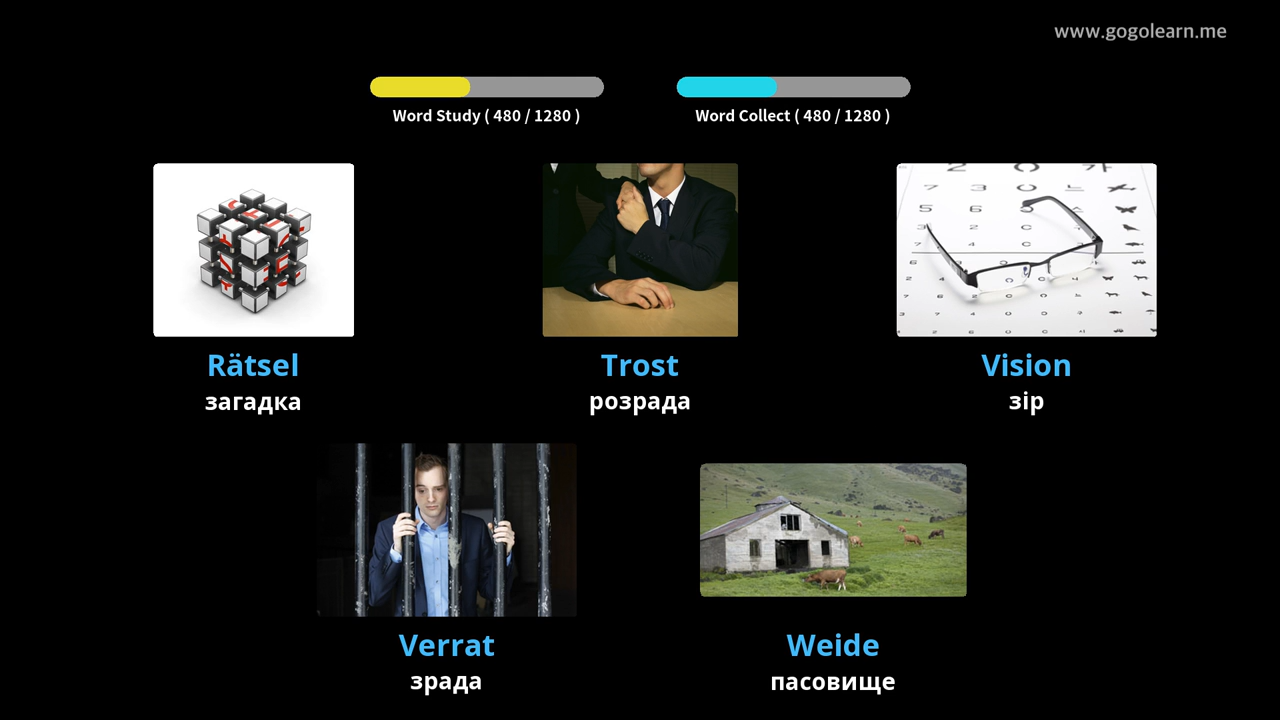 www.gogolearn.me
Word Study ( 480 / 1280 )
Word Collect ( 480 / 1280 )
Rätsel
загадка
Trost
розрада
Vision
зір
Verrat
зрада
Weide
пасовище